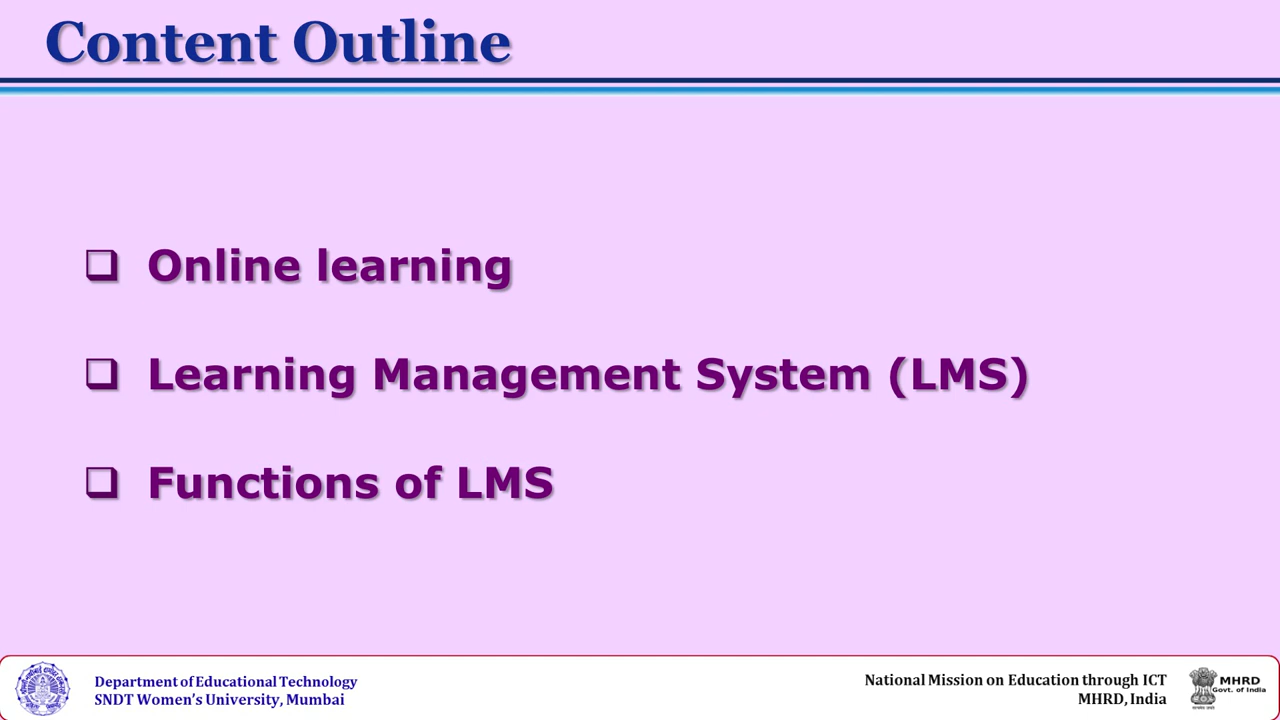 Content Outline
❑ Online learning
❑ Learning Management System (LMS)
❑ Functions of LMS
Department of Educational Technology
SNDT Women's University, Mumbai
National Mission on Education through ICT
MHRD, India
MHRD
Govt. of India